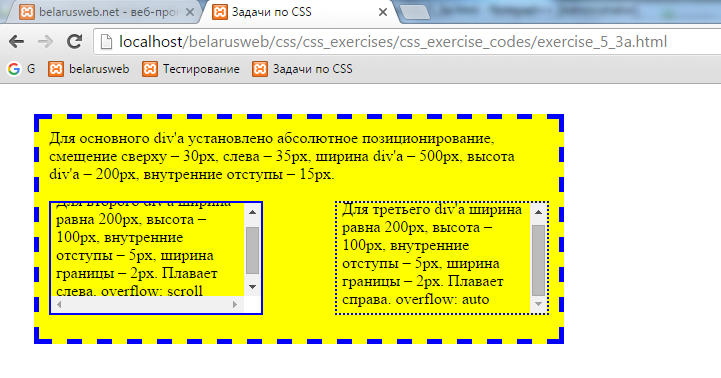 belarusweb.net - веб-про
Задачи по CSS
localhost/belarusweb/css/css_exercises/css_exercise_codes/exercise_5_3a.html
G
belarusweb
Тестирование
Задачи по CSS
Для основного div'a установлено абсолютное позиционирование,
смещение сверху – 30px, слева – 35px, ширина div'a – 500px, высота
div'a – 200px, внутренние отступы – 15px.
Для второго div'a ширина
равна 200px, высота –
100px, внутренние
отступы – 5px, ширина
границы – 2px. Плавает
слева. overflow: scroll
Для третьего div'a ширина
равна 200px, высота –
100px, внутренние
отступы – 5px, ширина
границы – 2px. Плавает
справа. overflow: auto